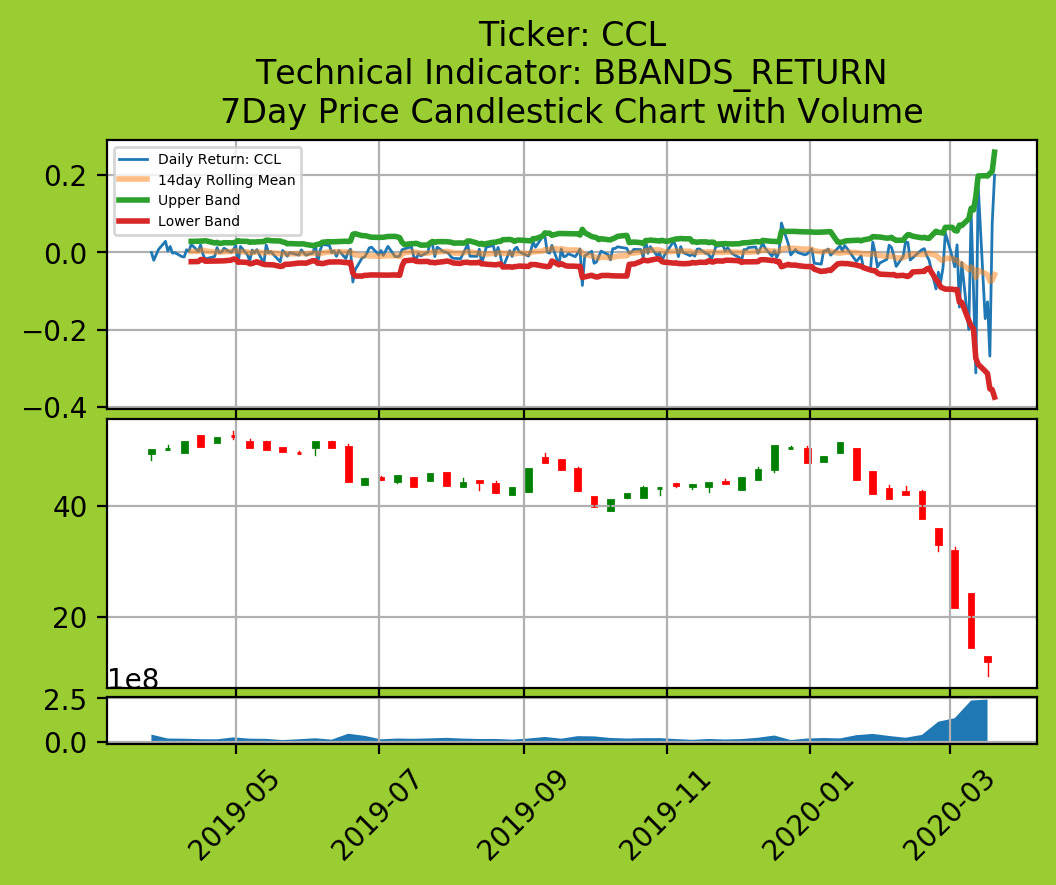 Ticker: CCL
Technical Indicator: BBANDS_RETURN
7Day Price Candlestick Chart with Volume
Daily Return: CCL
14day Rolling Mean
Upper Band
Lower Band
0.2
0.0
−0.2
−0.4
40
20
1e8
2.5
0.0
2019-05
2019-07
2019-09
2019-11
2020-01
2020-03